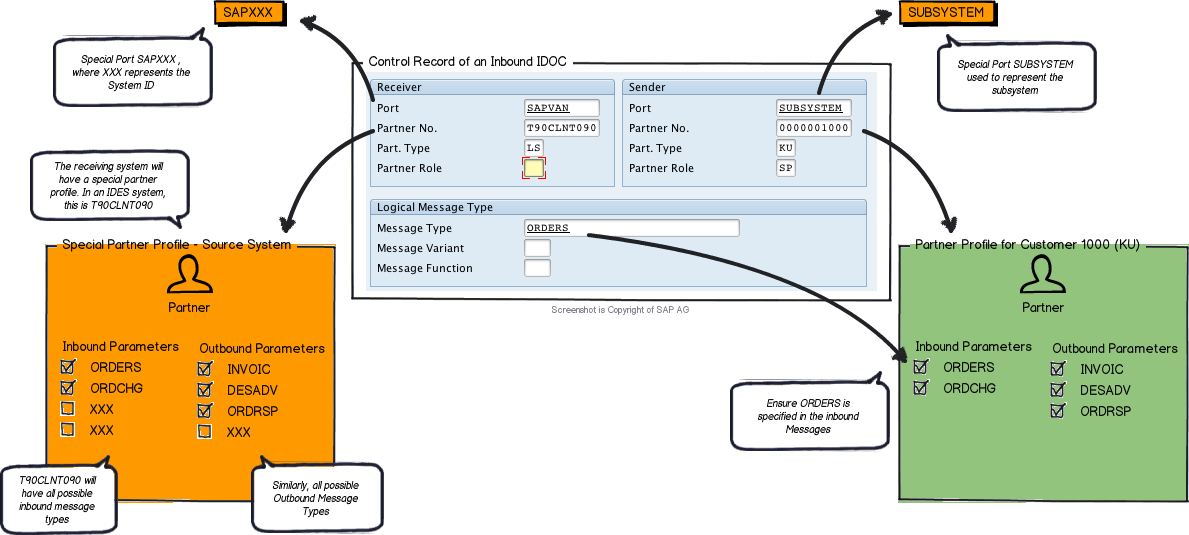 SAPXXX
SUBSYSTEM
Special Port SAPXXX ,
where XXX represents the
System ID
Special Port SUBSYSTEM
used to represent the
subsystem
Control Record of an Inbound IDOC
Receiver
Port SAPVAN
Partner No. T90CLNT090
Part. Type LS
Partner Role
Sender
Port SUBSYSTEM
Partner No. 0000001000
Part. Type KU
Partner Role SP
Logical Message Type
Message Type ORDERS
Message Variant
Message Function
Screenshot is Copyright of SAP AG
The receiving system will
have a special partner
profile. In an IDES system,
this is T90CLNT090
Special Partner Profile - Source System
Partner
Inbound Parameters
ORDERS
ORDCHG
XXX
XXX
Outbound Parameters
INVOIC
DESADV
ORDRSP
XXX
T90CLNT090 will
have all possible
inbound message
types
Similarly, all possible
Outbound Message
Types
Ensure ORDERS is
specified in the inbound
Messages
Partner Profile for Customer 1000 (KU)
Partner
Inbound Parameters
ORDERS
ORDCHG
Outbound Parameters
INVOIC
DESADV
ORDRSP